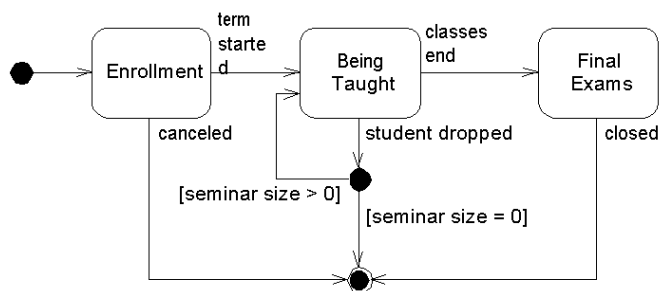 term
starte
d
classes
end
Enrollment
Being
Taught
Final
Exams
canceled
student dropped
closed
[seminar size > 0]
[seminar size = 0]